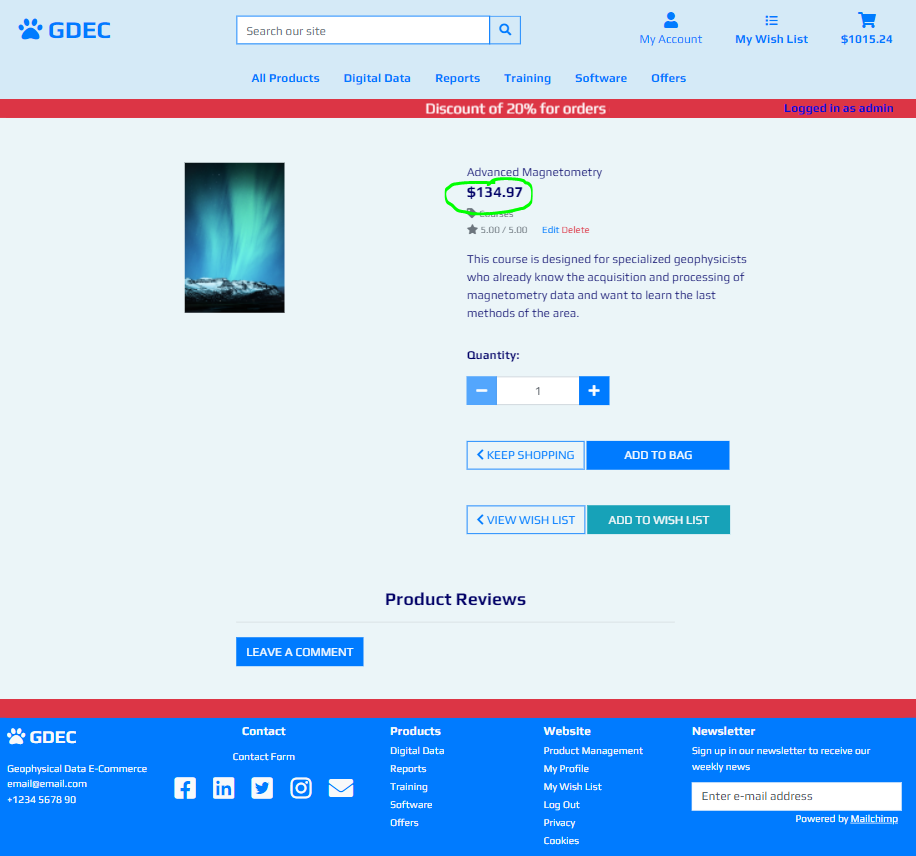 GDEC
Search our site
My Account
My Wish List
$1015.24
All Products Digital Data Reports Training Software Offers
Discount of 20% for orders
Logged in as admin
Advanced Magnetometry
$134.97
Courses
5.00 / 5.00 Edit Delete
This course is designed for specialized geophysicists
who already know the acquisition and processing of
magnetometry data and want to learn the last
methods of the area.
Quantity:
1
KEEP SHOPPING
ADD TO BAG
VIEW WISH LIST
ADD TO WISH LIST
Product Reviews
LEAVE A COMMENT
GDEC
Geophysical Data E-Commerce
email@email.com
+1234 5678 90
Contact
Contact Form
Products
Digital Data
Reports
Training
Software
Offers
Website
Product Management
My Profile
My Wish List
Log Out
Privacy
Cookies
Newsletter
Sign up in our newsletter to receive our
weekly news
Enter e-mail address
Powered by Mailchimp